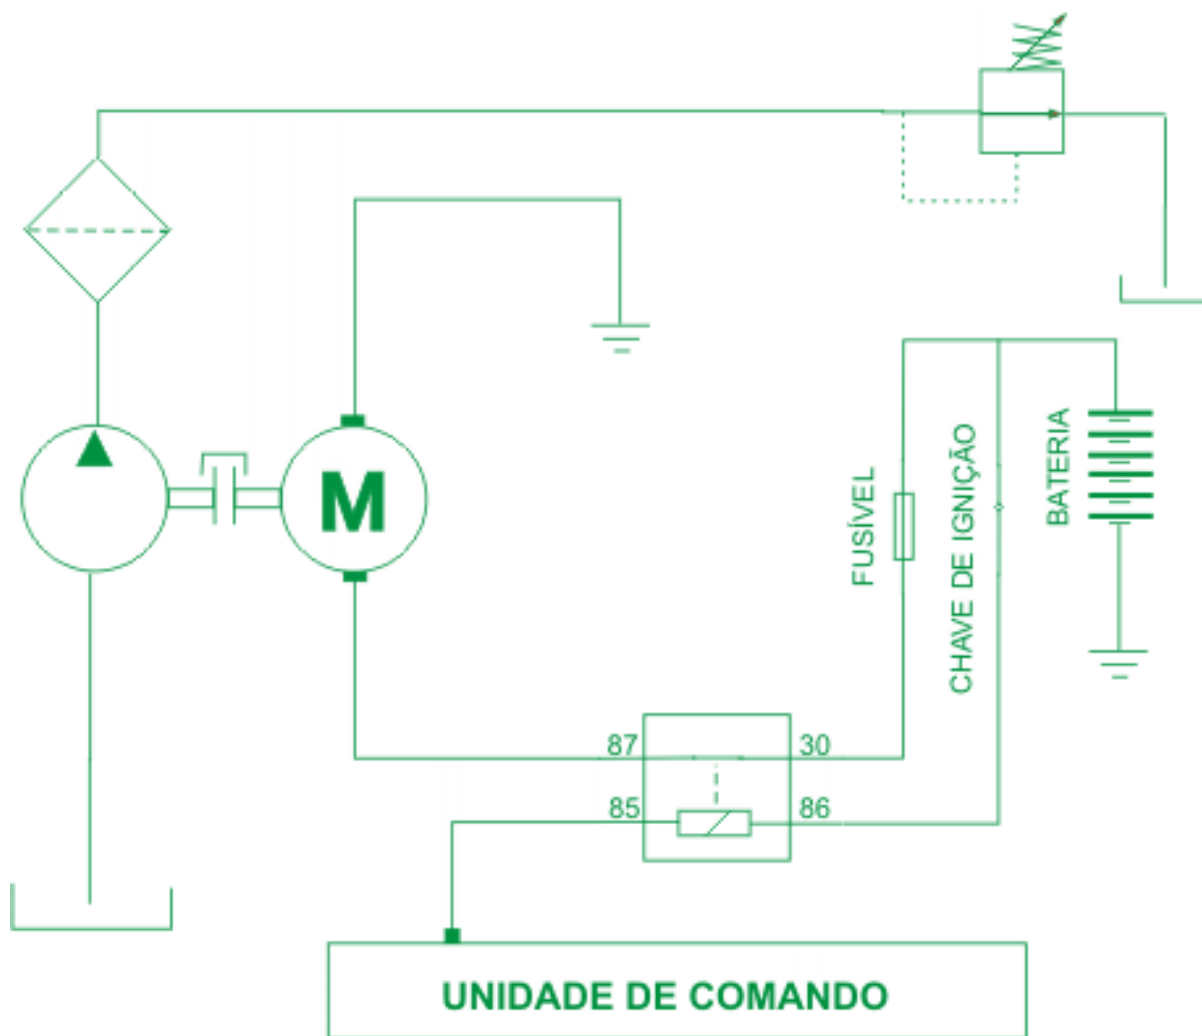 M
FUSÍVEL
CHAVE DE IGNIÇÃO
BATERIA
87
30
85
86
UNIDADE DE COMANDO